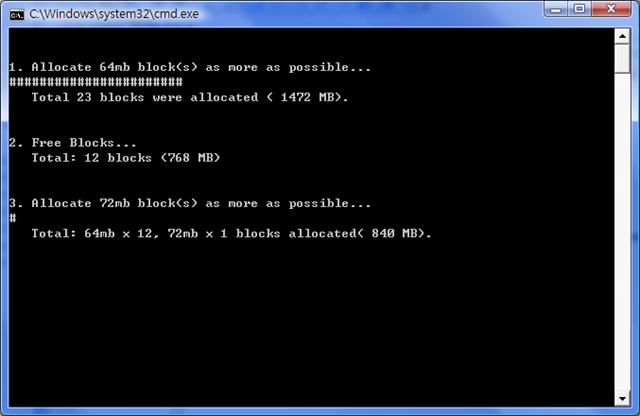 C:\Windows\system32\cmd.exe
1. Allocate 64mb block(s) as more as possible...
#######################
Total 23 blocks were allocated ( 1472 MB).
2. Free Blocks...
Total: 12 blocks (768 MB)
3. Allocate 72mb block(s) as more as possible...
#
Total: 64mb x 12, 72mb x 1 blocks allocated( 840 MB).